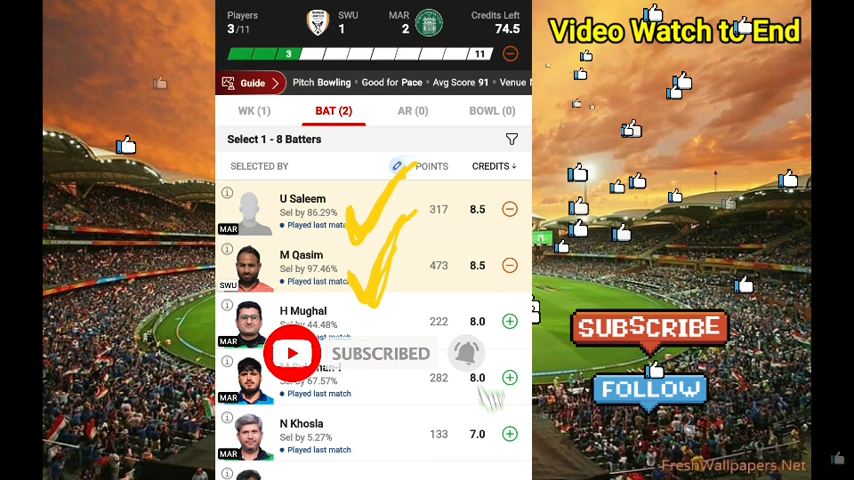 Players
SWU
MAR
Credits Left
3/11
1
2
74.5
3
11
Guide
Pitch Bowling • Good for Pace • Avg Score 91 • Venue
WK (1)
BAT (2)
AR (0)
BOWL (0)
Select 1 - 8 Batters
SELECTED BY
POINTS
CREDITS↓
U Saleem
Sel by 86.29%
• Played last
MAR
317
8.5
M Qasim
Sel by 97.46%
• Played last
SWU
473
8.5
H Mughal
Sel by 44.48%
MAR
222
8.0
SUBSCRIBED
Sel by 67.57%
• Played last match
MAR
282
8.0
N Khosla
Sel by 5.27%
• Played last match
MAR
133
7.0
Video Watch to End
SUBSCRIBE
FOLLOW
FreshWallpapers.Net